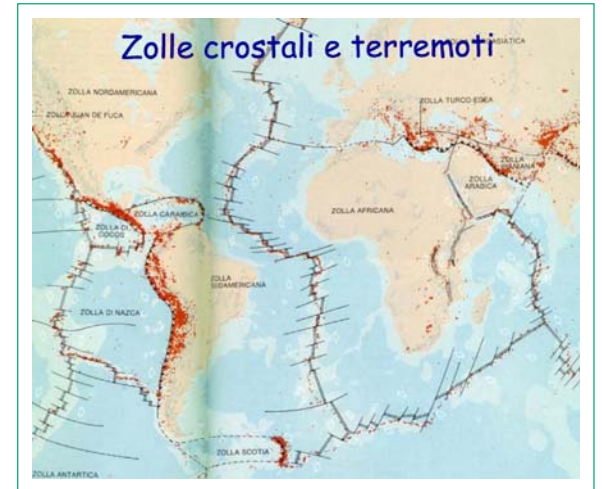 Zolle crostali e terremoti
ZOLLA NORDAMERICANA
ZOLLA JUAN DE FUCA
ZOLLA TURCO-EGEA
ZOLLA
IRANIANA
ZOLLA
ARABICA
ZOLLA CARAIBICA
ZOLLA DI
COCOS
ZOLLA AFRICANA
ZOLLA
SUDAMERICANA
ZOLLA DI NAZCA
ZOLLA SCOTIA
ZOLLA ANTARTICA